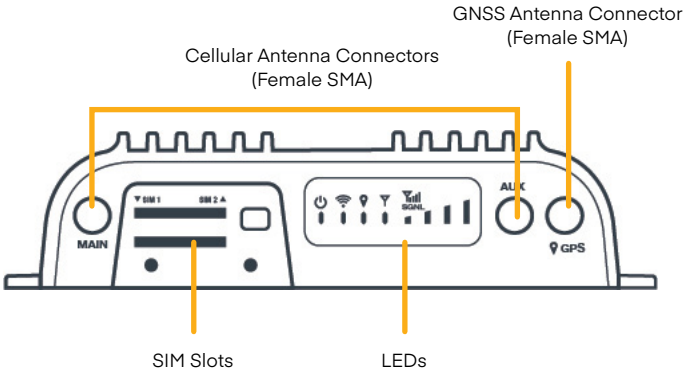 GNSS Antenna Connector
(Female SMA)
Cellular Antenna Connectors
(Female SMA)
SIM 1
SIM 2
SGNL
AUX
MAIN
GPS
SIM Slots
LEDs